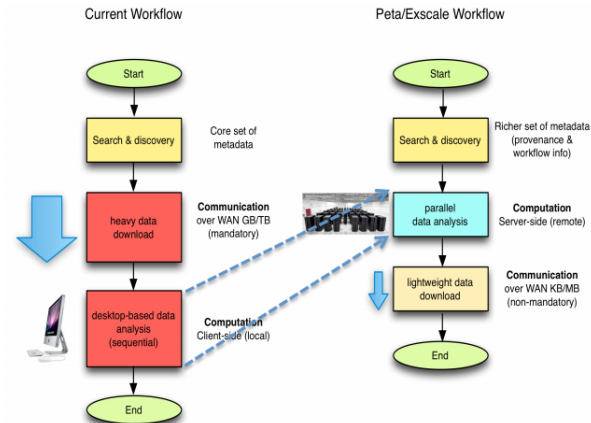 Current Workflow
Start
Search & discovery
Core set of
metadata
heavy data
download
Communication
over WAN GB/TB
(mandatory)
desktop-based data
analysis
(sequential)
Computation
Client-side (local)
End
Peta/Exscale Workflow
Start
Search & discovery
Richer set of metadata
(provenance &
workflow info)
parallel
data analysis
Computation
Server-side (remote)
lightweight data
download
Communication
over WAN KB/MB
(non-mandatory)
End